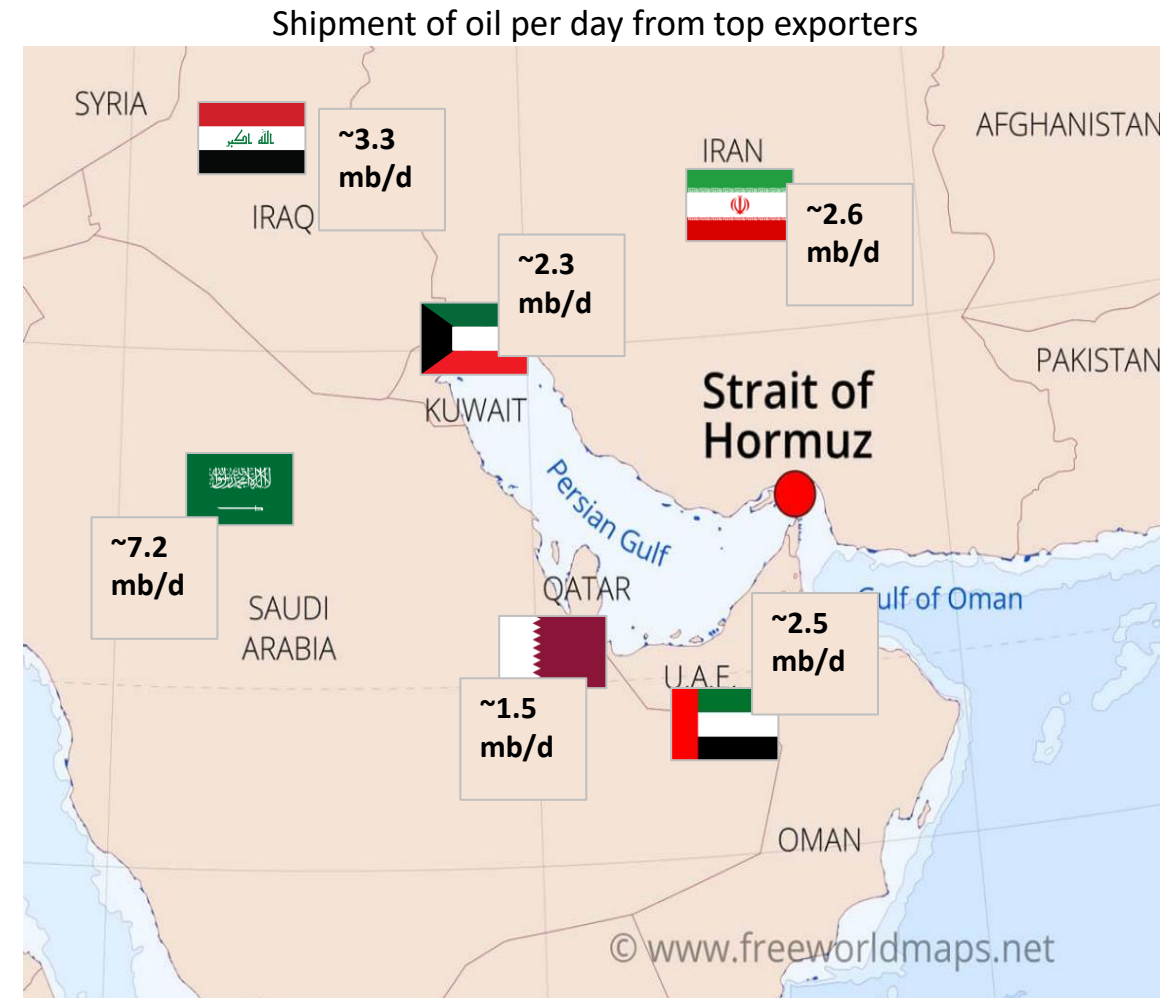 Shipment of oil per day from top exporters
SYRIA
الله اكبر
~3.3
mb/d
IRAQ
IRAN
~2.6
mb/d
AFGHANISTAN
~2.3
mb/d
KUWAIT
PAKISTAN
Strait of
Hormuz
Persian Gulf
~7.2
mb/d
SAUDI
ARABIA
QATAR
~1.5
mb/d
Gulf of Oman
~2.5
mb/d
U.A.E.
OMAN
© www.freeworldmaps.net